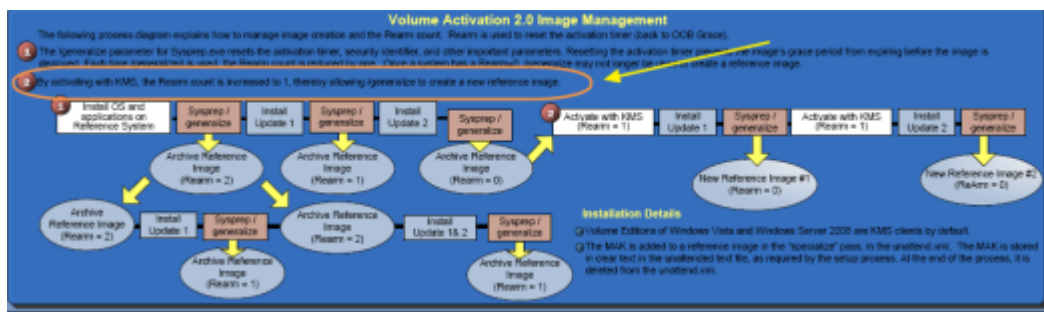 Volume Activation 2.0 Image Management
The following process diagram explains how to manage image creation and the Rearm count. Rearm is used to reset the activation timer (back to OOB Grace).
1 The /generalize parameter for Sysprep.exe resets the activation timer, security identifier, and other important parameters. Resetting the activation timer prevents the image's grace period from expiring before the image is
deployed. Each time /generalized is used, the Rearm count is reduced by one. Once a system has a Rearm=0, /generalize may not longer be used to create a reference image.
2 By activating with KMS, the Rearm count is increased to 1, thereby allowing /generalize to create a new reference image.
1
Install OS and
applications on
Reference System
Sysprep /
generalize
Install
Update 1
Sysprep /
generalize
Install
Update 2
Sysprep /
generalize
2
Activate with KMS
(Rearm = 1)
Install
Update 1
Sysprep /
generalize
Activate with KMS
(Rearm = 1)
Install
Update 2
Sysprep /
generalize
Archive Reference
Image
(Rearm = 2)
Archive Reference
Image
(Rearm = 1)
Archive Reference
Image
(Rearm = 0)
New Reference Image #1
(Rearm = 0)
New Reference Image #2
(ReArm = 0)
Archive
Reference Image
(Rearm = 2)
Install
Update 1
Sysprep /
generalize
Archive Reference
Image
(Rearm = 2)
Install
Update 1&2
Sysprep /
generalize
Archive Reference
Image
(Rearm = 1)
Archive Reference
Image
(Rearm = 1)
Installation Details
Volume Editions of Windows Vista and Windows Server 2008 are KMS clients by default.
The MAK is added to a reference image in the "specialize" pass, in the unattend.xml. The MAK is stored
in clear text in the unattended text file, as required by the setup process. At the end of the process, it is
deleted from the unattend.xml.